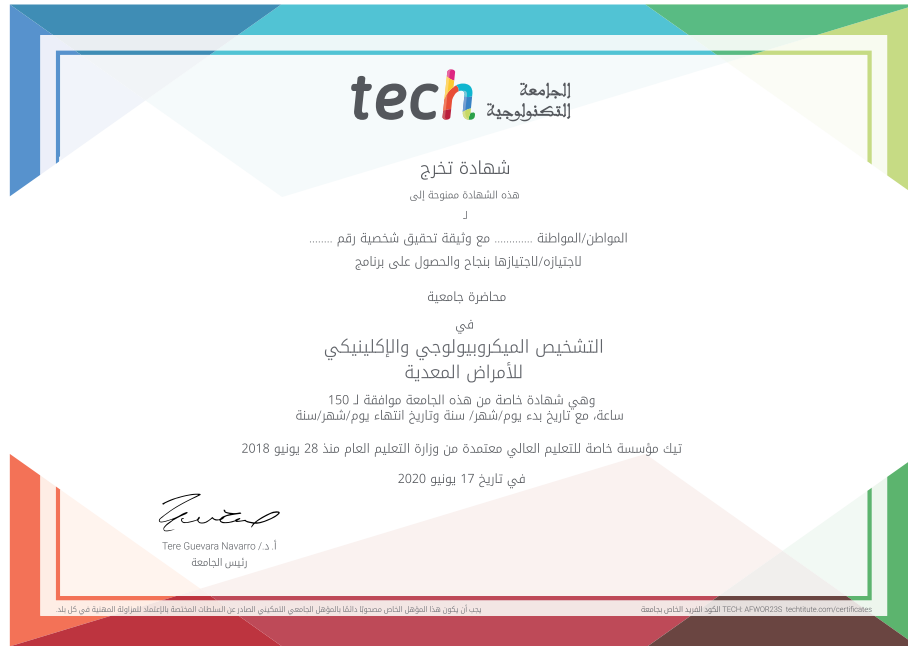 tech الجامعة
التكنولوجية
شهادة تخرج
هذه الشهادة ممنوحة إلى
لـ
المواطن/المواطنة ............ مع وثيقة تحقيق شخصية رقم ........
لاجتيازه/لاجتيازها بنجاح والحصول على برنامج
محاضرة جامعية
في
التشخيص الميكروبيولوجي والإكلينيكي
للأمراض المعدية
وهي شهادة خاصة من هذه الجامعة موافقة لـ 150
ساعة، مع تاريخ بدء يوم/شهر/ سنة وتاريخ انتهاء يوم/شهر/سنة
تيك مؤسسة خاصة للتعليم العالي معتمدة من وزارة التعليم العام منذ 28 يونيو 2018
في تاريخ 17 يونيو 2020
أ. د./ Tere Guevara Navarro
رئيس الجامعة
يجب أن يكون هذا المؤهل الخاص مصحوبًا دائمًا بالمؤهل الجامعي التمكيني الصادر عن السلطات المختصة بالإعتماد للمزاولة المهنية في كل بلد.
الكود الفريد الخاص بجامعة TECH: AFWOR23S techtitute.com/certificates